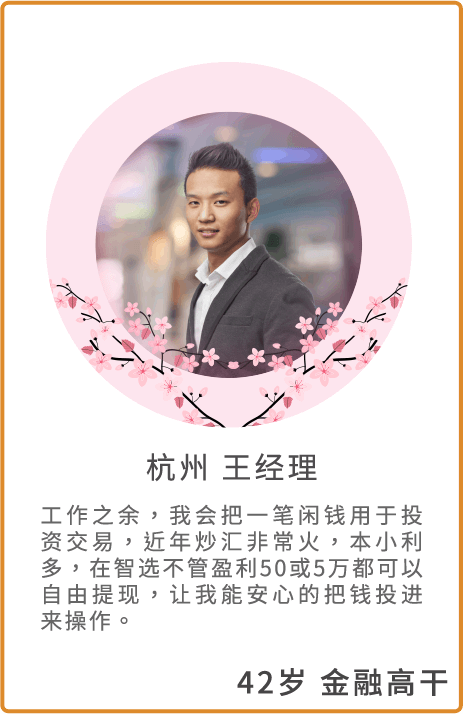 杭州 王经理
工作之余，我会把一笔闲钱用于投
资交易，近年炒汇非常火，本小利
多，在智选不管盈利50或5万都可以
自由提现，让我能安心的把钱投进
来操作。
42岁 金融高干